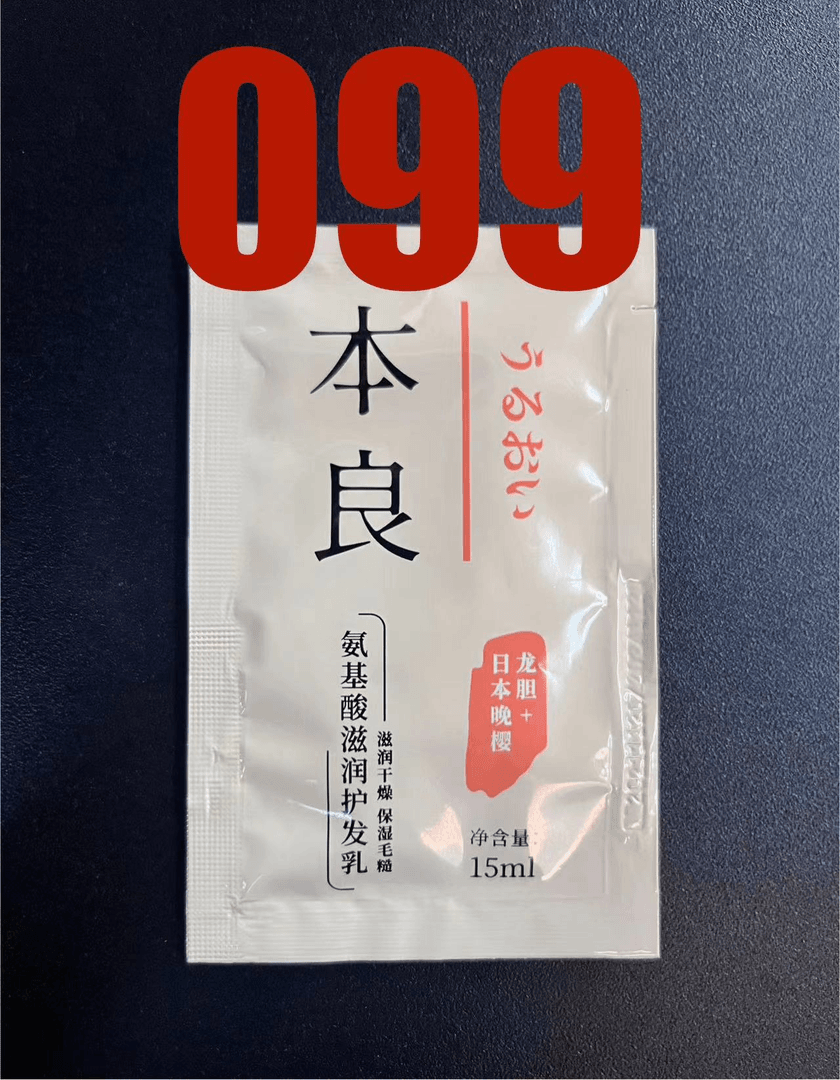 099
本良
うるおい
龙胆+
日本晚樱
氨基酸滋润护发乳
滋润干燥 保湿毛糙
净含量:
15ml